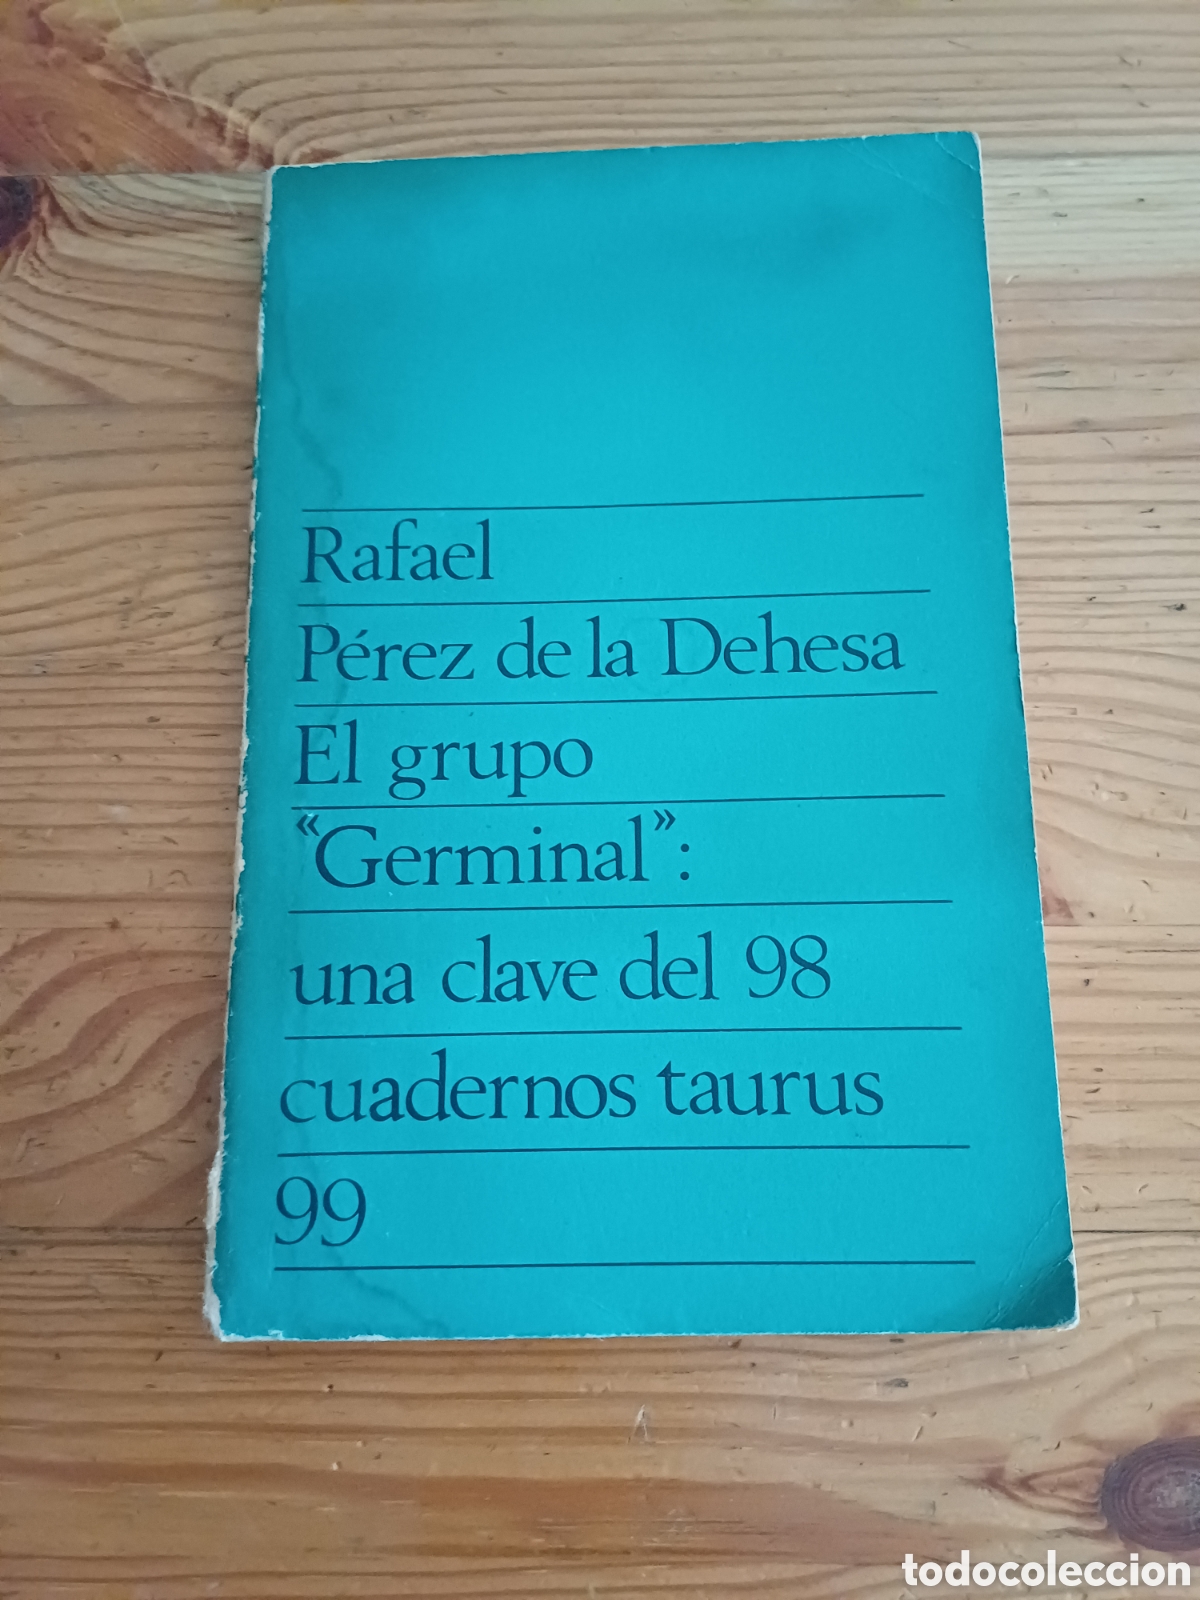 Rafael
Pérez de la Dehesa
El grupo
“Germinal”:
una clave del 98
cuadernos taurus
99
todocoleccion